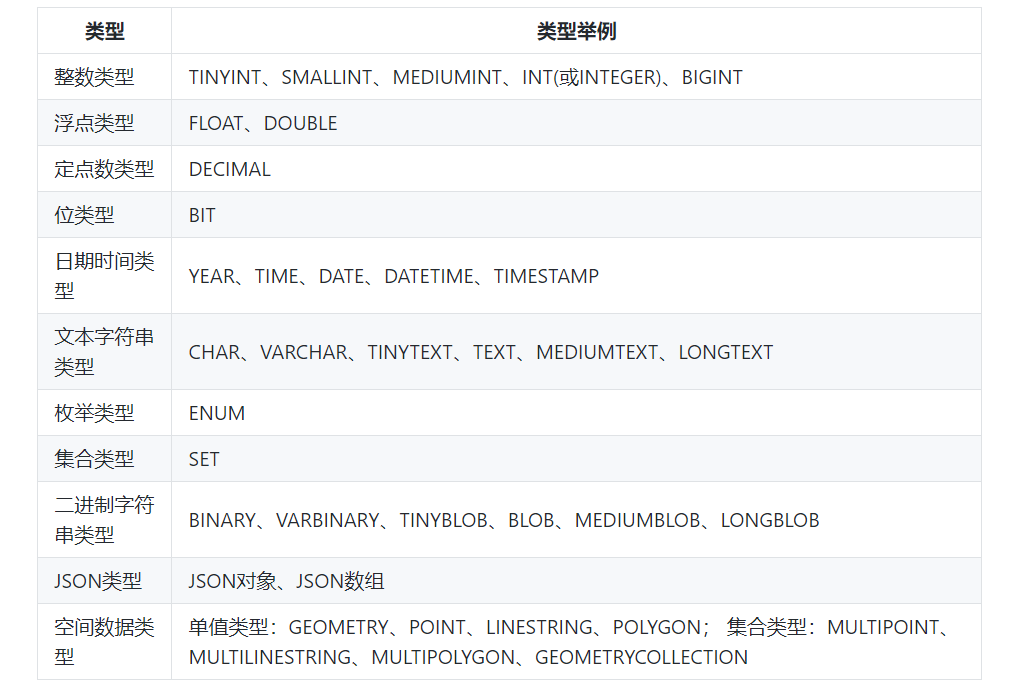 类型 类型举例
整数类型 TINYINT、SMALLINT、MEDIUMINT、INT(或INTEGER)、BIGINT
浮点类型 FLOAT、DOUBLE
定点数类型 DECIMAL
位类型 BIT
日期时间类
型
YEAR、TIME、DATE、DATETIME、TIMESTAMP
文本字符串
类型
CHAR、VARCHAR、TINYTEXT、TEXT、MEDIUMTEXT、LONGTEXT
枚举类型 ENUM
集合类型 SET
二进制字符
串类型
BINARY、VARBINARY、TINYBLOB、BLOB、MEDIUMBLOB、LONGBLOB
JSON类型 JSON对象、JSON数组
空间数据类
型
单值类型：GEOMETRY、POINT、LINESTRING、POLYGON； 集合类型：MULTIPOINT、
MULTILINESTRING、MULTIPOLYGON、GEOMETRYCOLLECTION